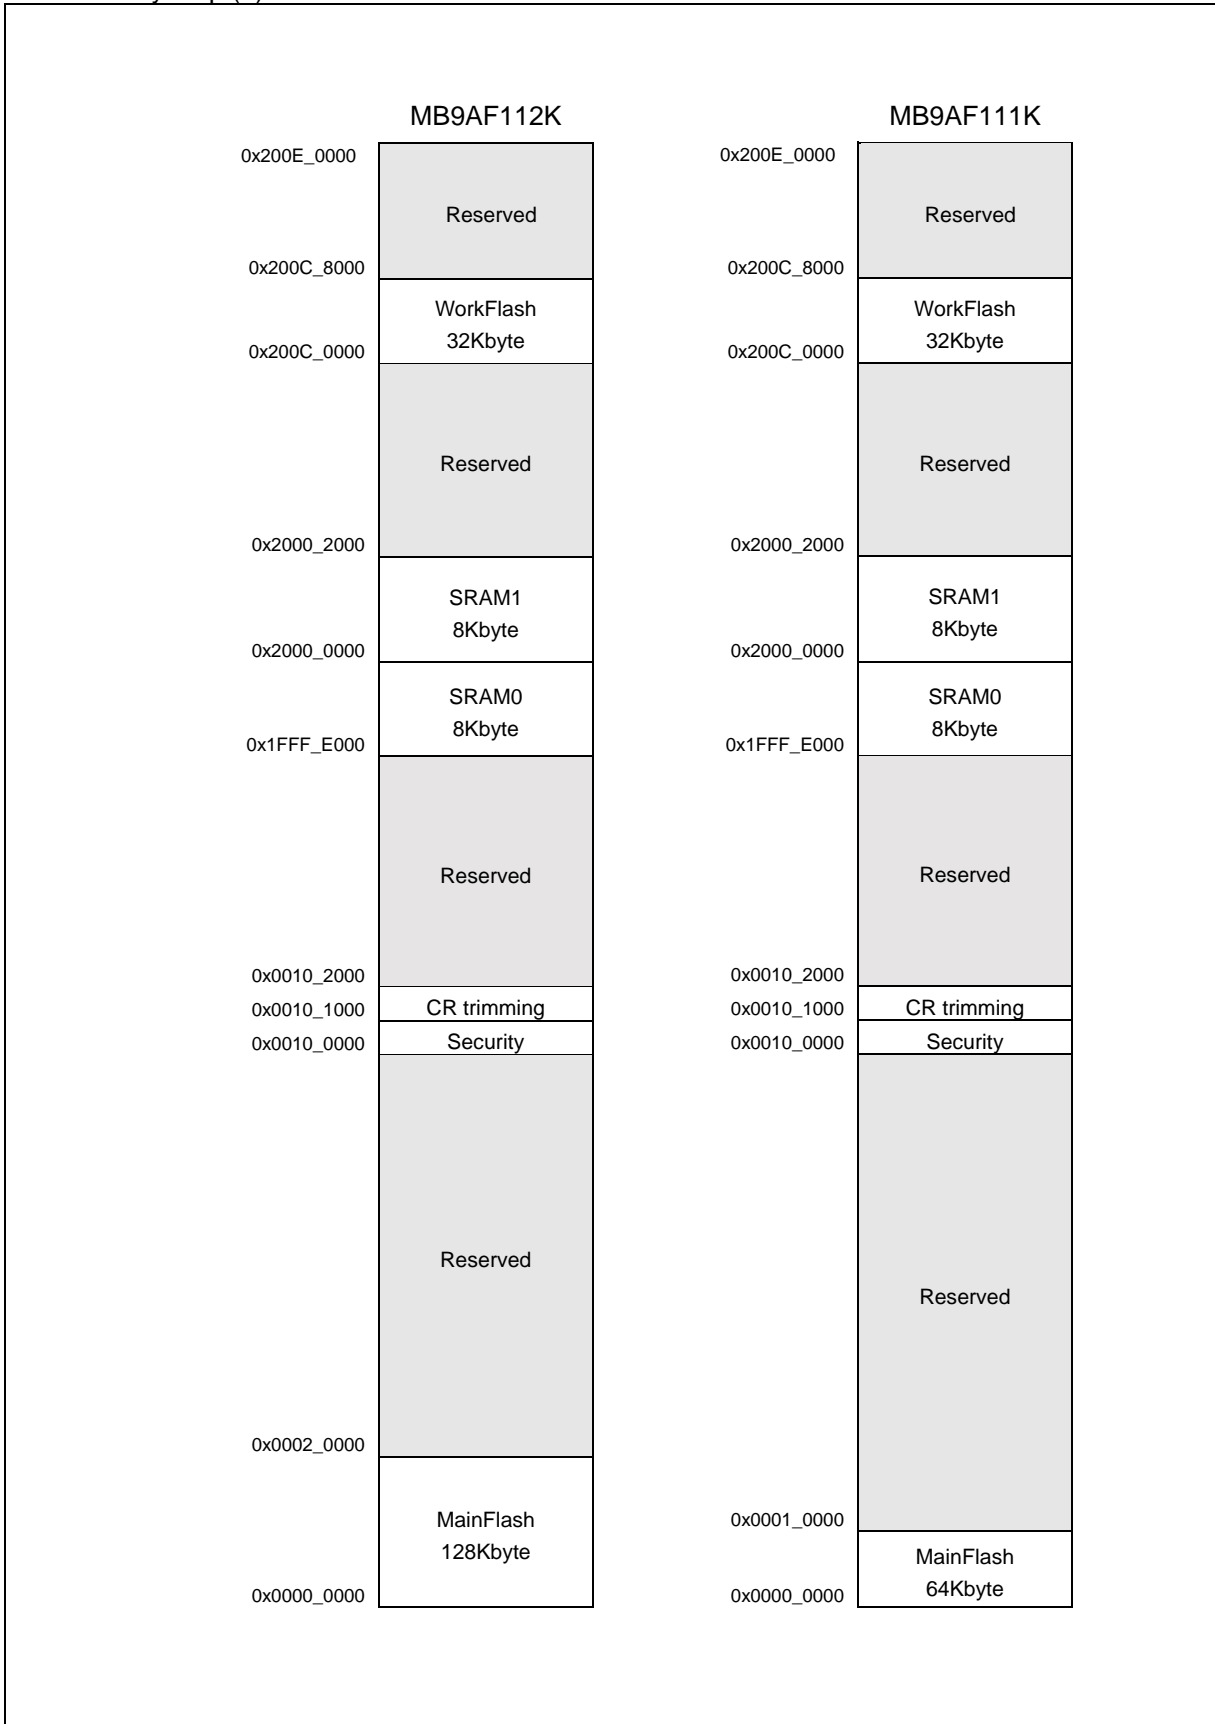 MB9AF112K
0x200E_0000
Reserved
0x200C_8000
WorkFlash
32Kbyte
0x200C_0000
Reserved
0x2000_2000
SRAM1
8Kbyte
0x2000_0000
SRAM0
8Kbyte
0x1FFF_E000
Reserved
0x0010_2000
CR trimming
0x0010_1000
Security
0x0010_0000
Reserved
0x0002_0000
MainFlash
128Kbyte
0x0000_0000
MB9AF111K
0x200E_0000
Reserved
0x200C_8000
WorkFlash
32Kbyte
0x200C_0000
Reserved
0x2000_2000
SRAM1
8Kbyte
0x2000_0000
SRAM0
8Kbyte
0x1FFF_E000
Reserved
0x0010_2000
CR trimming
0x0010_1000
Security
0x0010_0000
Reserved
0x0001_0000
MainFlash
64Kbyte
0x0000_0000